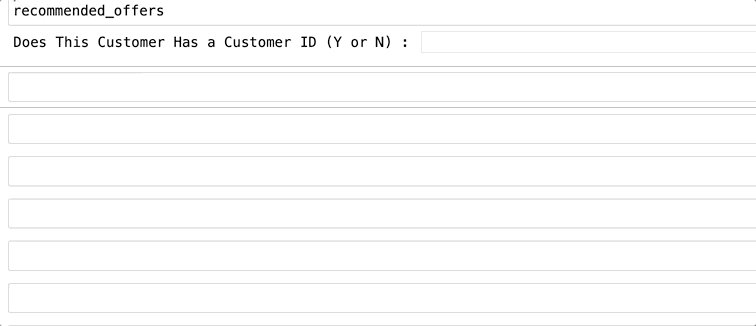 recommended_offers
Does This Customer Has a Customer ID (Y or N) :